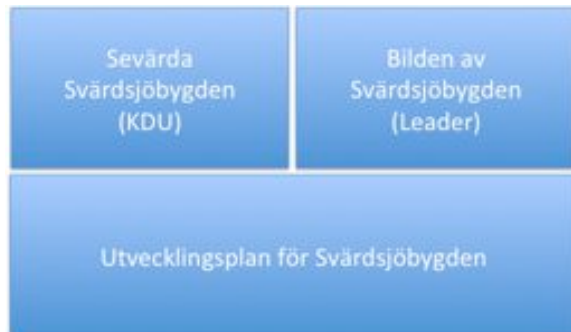 Sevärda
Svärdsjöbygden
(KDU)
Bilden av
Svärdsjöbygden
(Leader)
Utvecklingsplan för Svärdsjöbygden